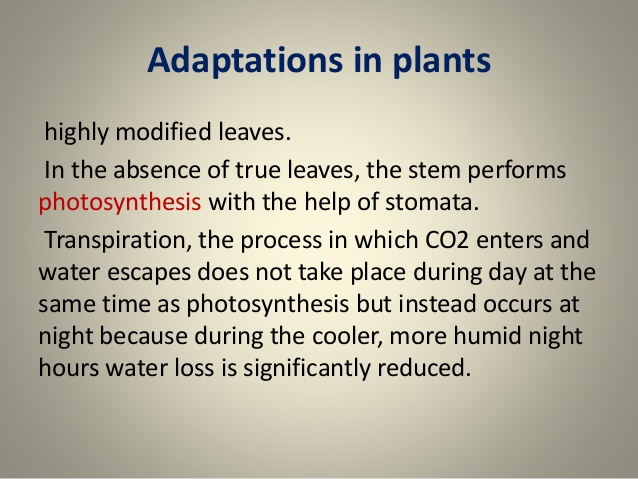 Adaptations in plants
highly modified leaves.
In the absence of true leaves, the stem performs
photosynthesis with the help of stomata.
Transpiration, the process in which CO2 enters and
water escapes does not take place during day at the
same time as photosynthesis but instead occurs at
night because during the cooler, more humid night
hours water loss is significantly reduced.